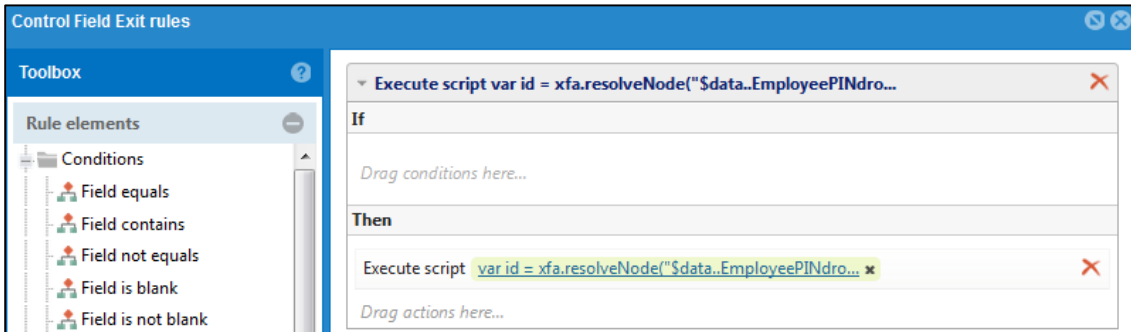 Control Field Exit rules
Toolbox
Rule elements
Conditions
Field equals
Field contains
Field not equals
Field is blank
Field is not blank
Execute script var id = xfa.resolveNode("$data..EmployeePINdro...
If
Drag conditions here...
Then
Execute script var id = xfa.resolveNode("$data..EmployeePINdro...
Drag actions here...